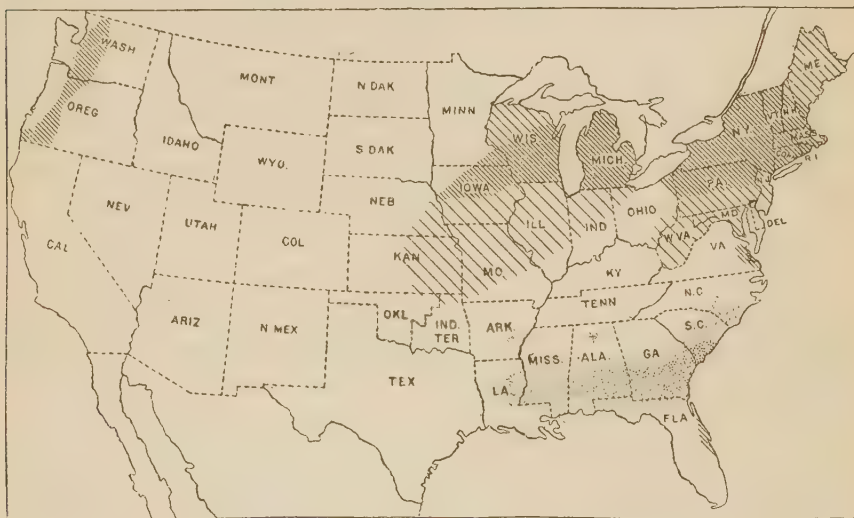 WASH
OREG
IDAHO
MONT
WYO.
NEV
CAL
UTAH
COL
ARIZ
N MEX
N DAK
S DAK
NEB
KAN
OKL
IND.
TER
TEX
MINN
IOWA
MO.
ARK.
LA
WIS
ILL
MICH.
IND
OHIO
KY
TENN
MISS.
ALA.
GA
FLA
S.C.
N.C
VA
W.VA
MD
DEL
PA
N.J
NY.
VT
N.H
ME
MASS
R I